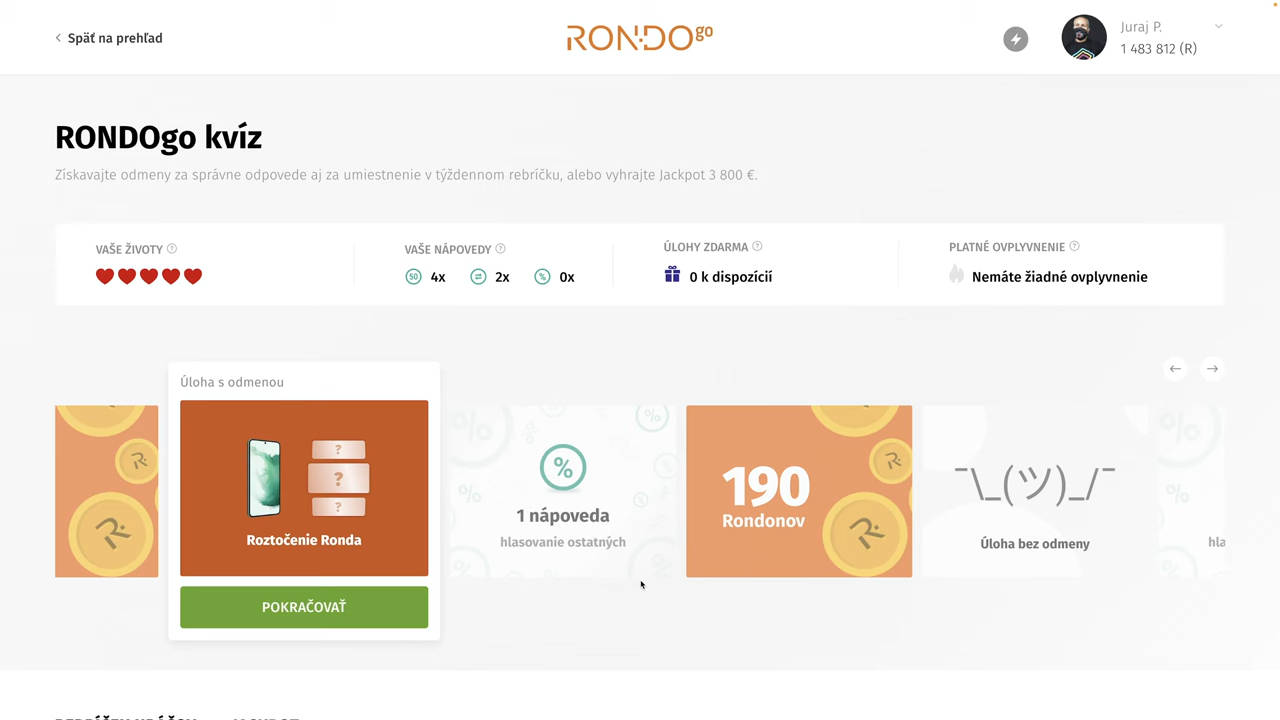 Späť na prehľad
RONDOgo
Juraj P.
1 483 812 (R)
RONDOgo kvíz
Získavajte odmeny za správne odpovede aj za umiestnenie v týždennom rebríčku, alebo vyhrajte Jackpot 3 800 €.
VAŠE ŽIVOTY ?
VAŠE NÁPOVEDY ?
50 4x
2x
% 0x
ÚLOHY ZDARMA ?
0 k dispozícií
PLATNÉ OVPLYVNENIE ?
Nemáte žiadné ovplyvnenie
Úloha s odmenou
?
?
?
Roztočenie Ronda
POKRAČOVAŤ
%
1 nápoveda
hlasovanie ostatných
190
Rondonov
¯\_(ツ)_/¯
Úloha bez odmeny
hla